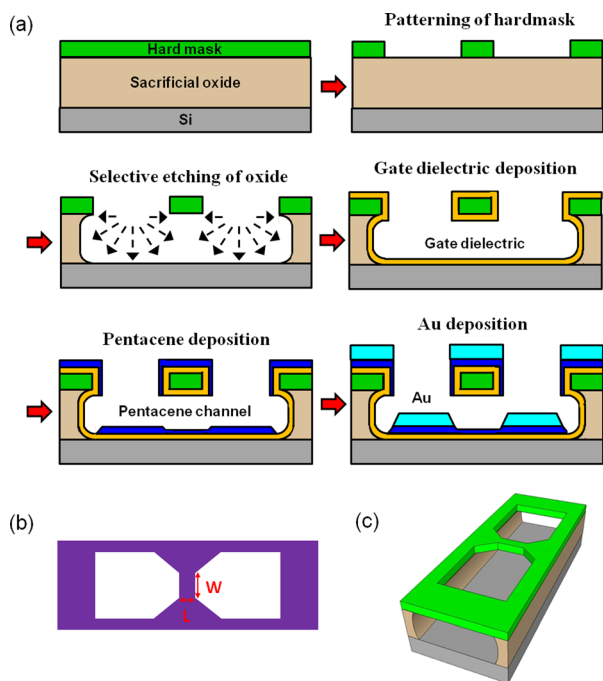 (a)
Patterning of hardmask
Hard mask
Sacrificial oxide
Si
Selective etching of oxide
Gate dielectric deposition
Gate dielectric
Pentacene deposition
Au deposition
Pentacene channel
Au
(b)
(c)
W
L